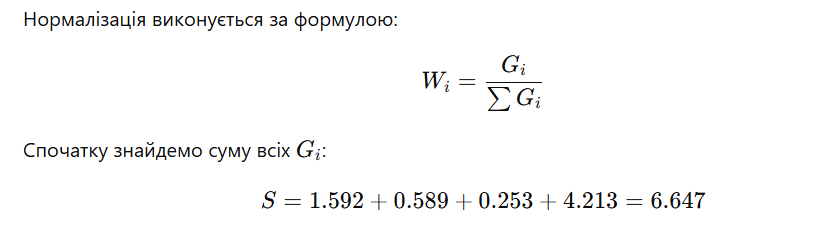 Нормалізація виконується за формулою:
W_i = G_i / ∑ G_i
Спочатку знайдемо суму всіх G_i:
S = 1.592 + 0.589 + 0.253 + 4.213 = 6.647